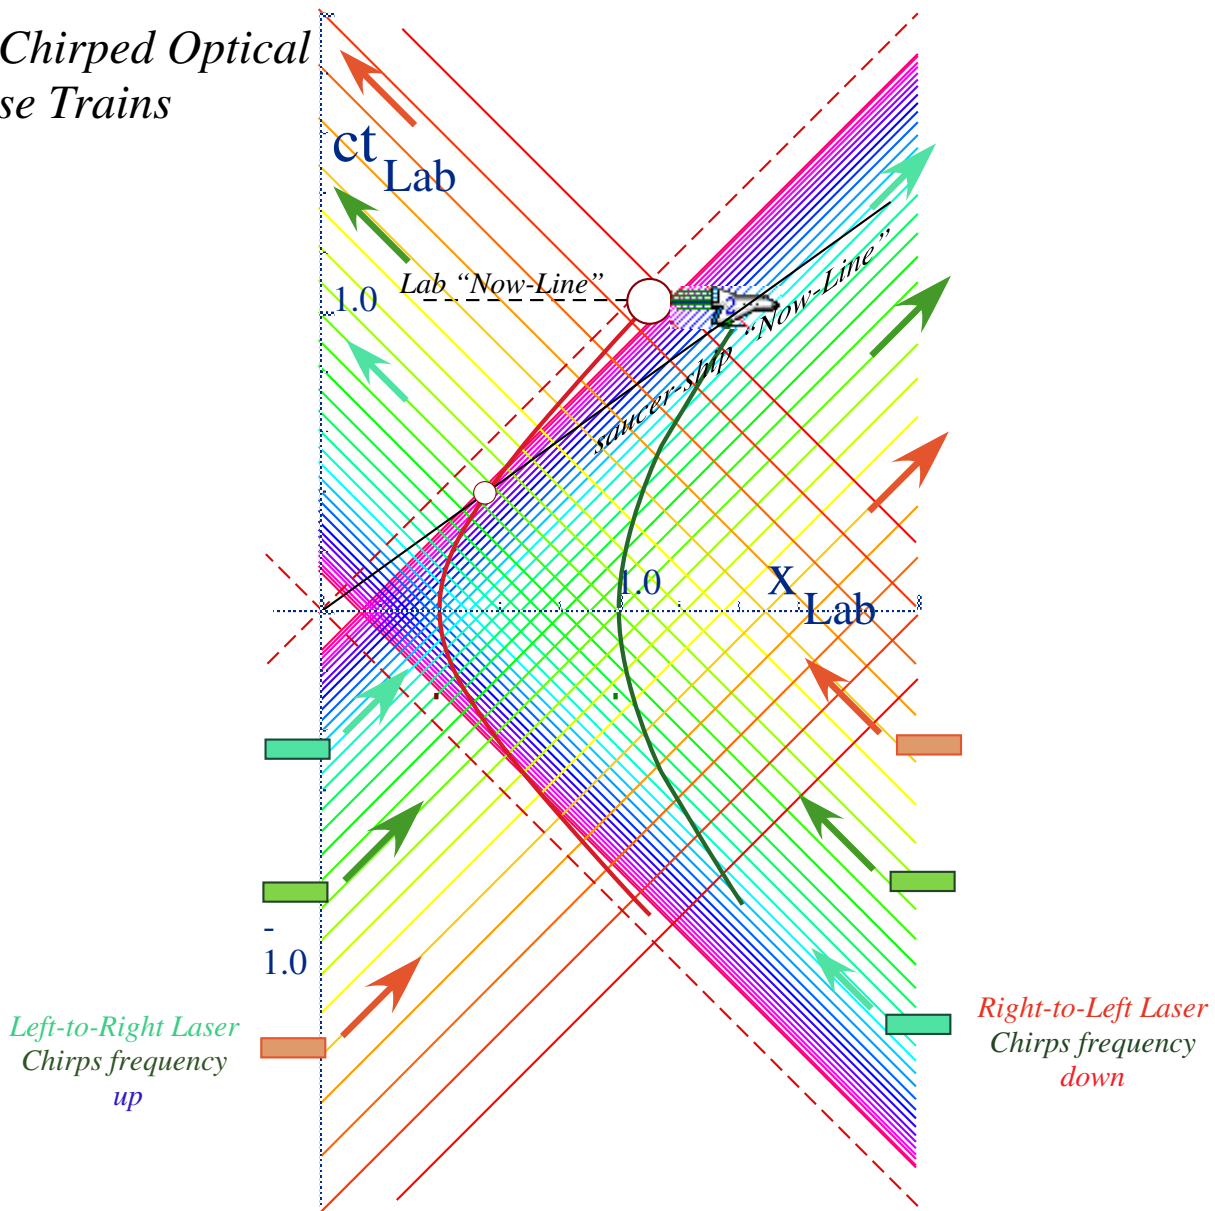 Chirped Optical
se Trains
ct Lab
Lab “Now-Line”
1.0
2
saucer-ship “Now-Line”
1.0
x Lab
-
1.0
Left-to-Right Laser
Chirps frequency
up
Right-to-Left Laser
Chirps frequency
down